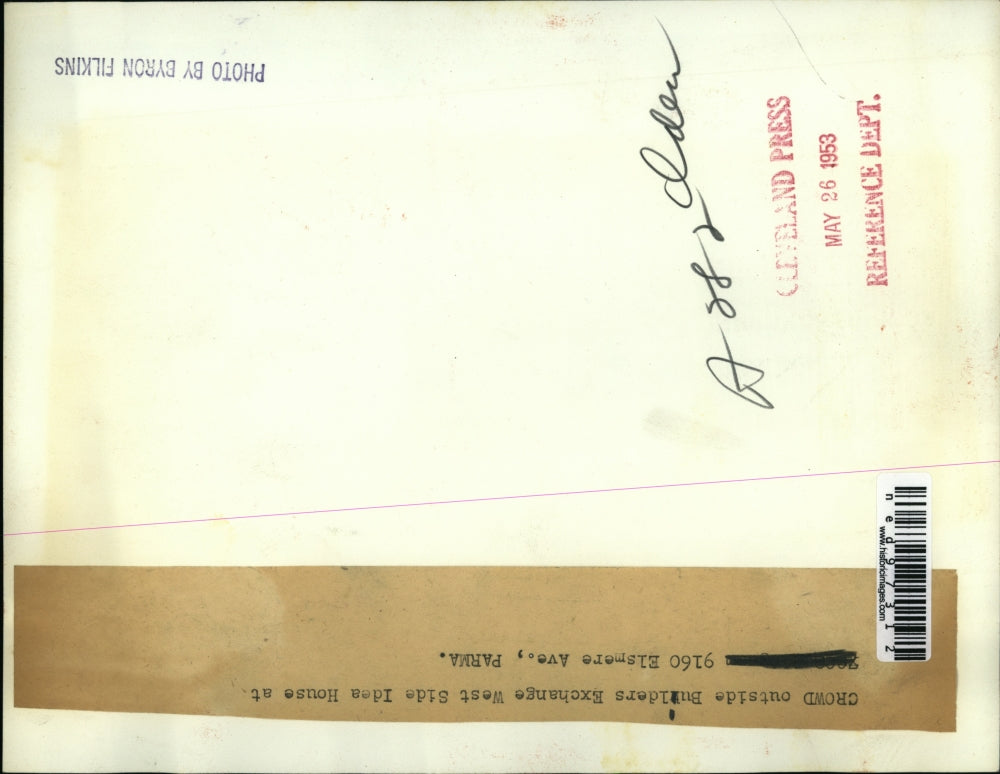 PHOTO BY BYRON FILKINS
CLEVELAND PRESS
MAY 26 1953
REFERENCE DEPT.
ned97312
www.historicimages.com
CROWD outside Builders Exchange West Side Idea House at
9160 Elsmere Ave., PARMA.